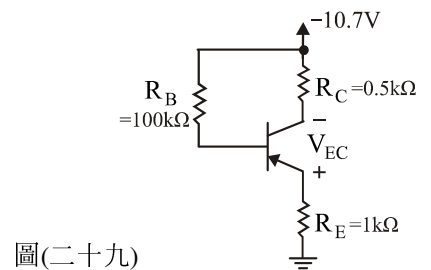 −10.7V
R_B
=100kΩ
R_C=0.5kΩ
−
V_EC
+
R_E=1kΩ
圖(二十九)